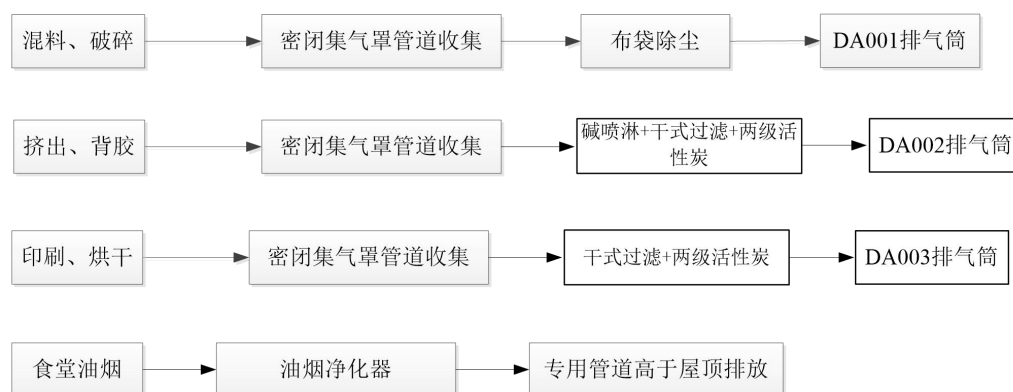 混料、破碎
密闭集气罩管道收集
布袋除尘
DA001排气筒
挤出、背胶
密闭集气罩管道收集
碱喷淋+干式过滤+两级活
性炭
DA002排气筒
印刷、烘干
密闭集气罩管道收集
干式过滤+两级活性炭
DA003排气筒
食堂油烟
油烟净化器
专用管道高于屋顶排放